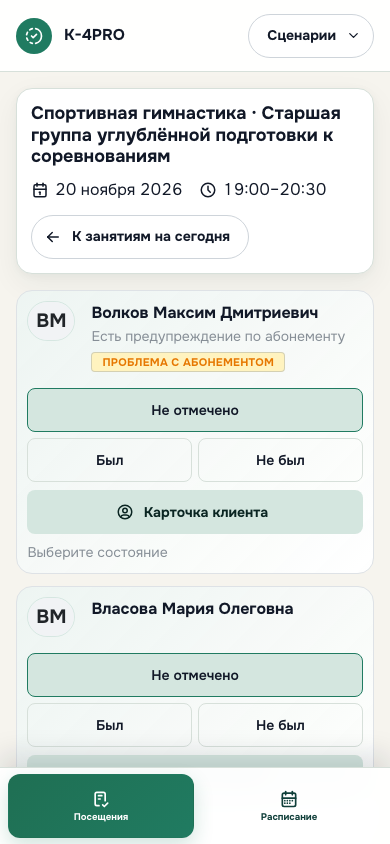 K-4PRO
Сценарии
Спортивная гимнастика · Старшая
группа углублённой подготовки к
соревнованиям
20 ноября 2026
19:00–20:30
К занятиям на сегодня
ВМ
Волков Максим Дмитриевич
Есть предупреждение по абонементу
ПРОБЛЕМА С АБОНЕМЕНТОМ
Не отмечено
Был
Не был
Карточка клиента
Выберите состояние
ВМ
Власова Мария Олеговна
Не отмечено
Был
Не был
Посещения
Расписание